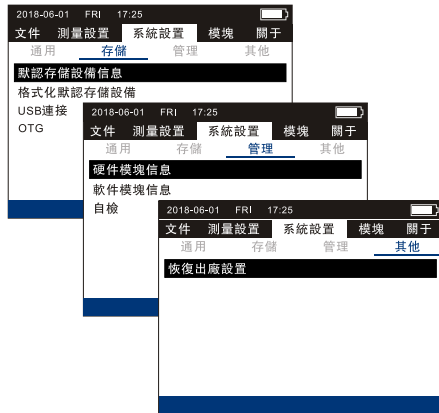 2018-06-01 FRI 17:25
文件 測量設置 系統設置 模塊 關于
通用 存儲 管理 其他
默認存儲設備信息
格式化默認存儲設備
USB連接
OTG
2018-06-01 FRI 17:25
文件 測量設置 系統設置 模塊 關于
通用 存儲 管理 其他
硬件模塊信息
軟件模塊信息
自檢
2018-06-01 FRI 17:25
文件 測量設置 系統設置 模塊 關于
通用 存儲 管理 其他
恢復出廠設置